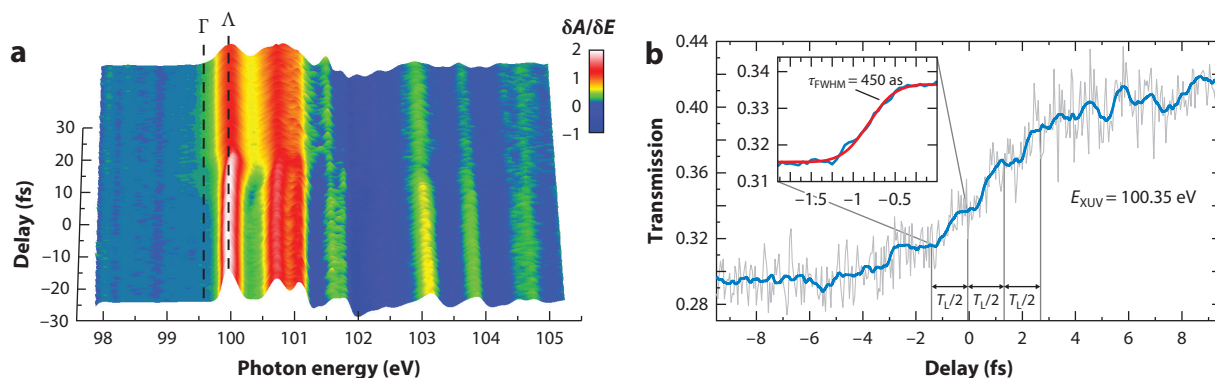 a
Γ
Λ
δA/δE
2
1
0
−1
30
20
10
0
−10
−20
−30
Delay (fs)
98
99
100
101
102
103
104
105
Photon energy (eV)
b
0.44
0.40
0.36
0.32
0.28
Transmission
0.34
0.33
0.32
0.31
τFWHM = 450 as
−1.5
−1
−0.5
EXUV = 100.35 eV
TL/2
TL/2
TL/2
−8
−6
−4
−2
0
2
4
6
8
Delay (fs)